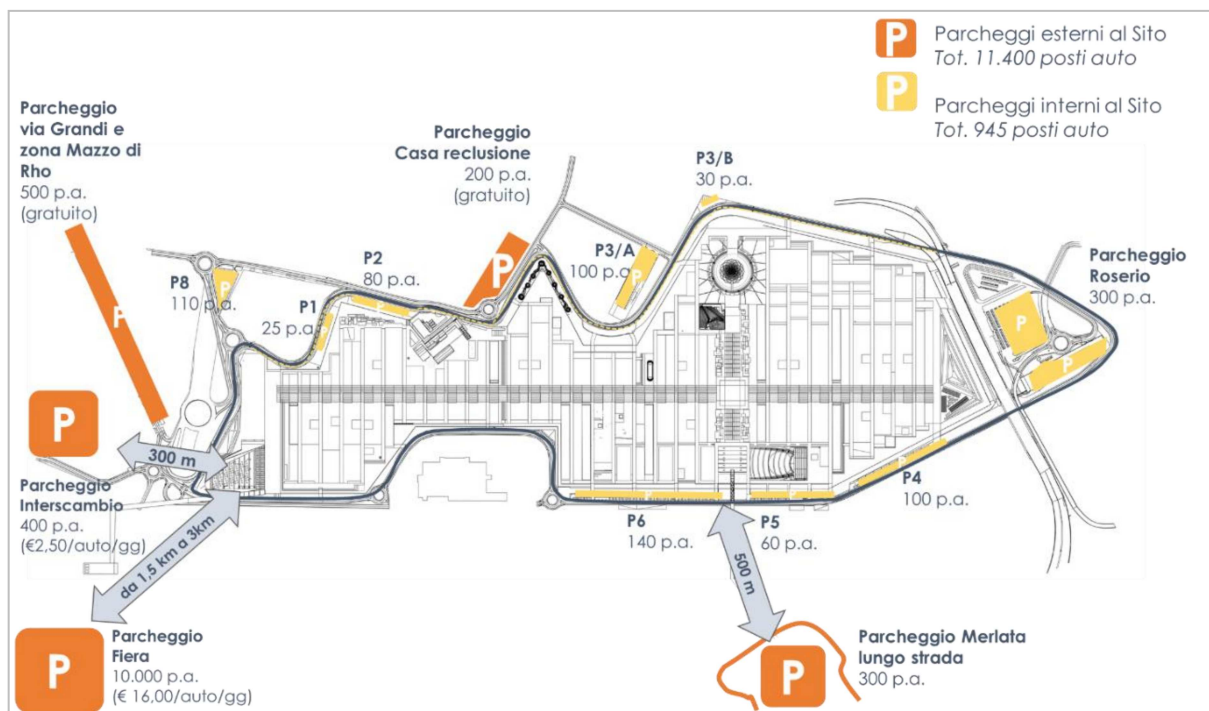 P
Parcheggi esterni al Sito
Tot. 11.400 posti auto
P
Parcheggi interni al Sito
Tot. 945 posti auto
Parcheggio
via Grandi e
zona Mazzo di
Rho
500 p.a.
(gratuito)
P
Parcheggio
Casa reclusione
200 p.a.
(gratuito)
P
P3/B
30 p.a.
P3/A
100 p.a.
P
P2
80 p.a.
P
P8
110 p.a.
P
P1
25 p.a.
P
Parcheggio
Roserio
300 p.a.
P
P
P
300 m
Parcheggio
Interscambio
400 p.a.
(€2,50/auto/gg)
da 1,5 km a 3km
P
P4
100 p.a.
P
P6
140 p.a.
P
P5
60 p.a.
500 m
P
Parcheggio
Fiera
10.000 p.a.
(€ 16,00/auto/gg)
P
Parcheggio Merlata
lungo strada
300 p.a.